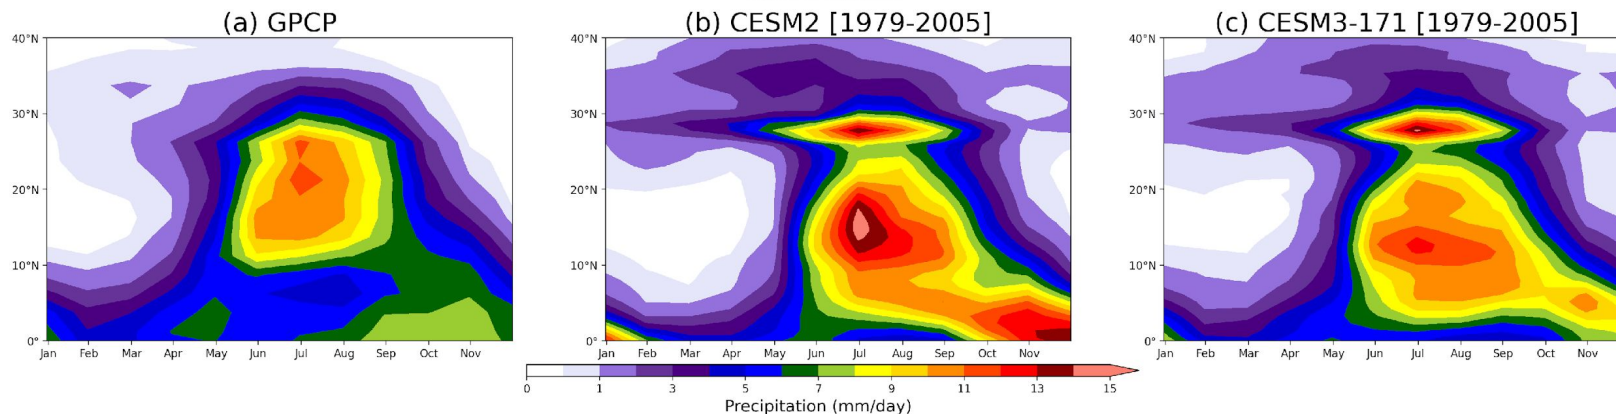 (a) GPCP
40°N
30°N
20°N
10°N
0°
Jan Feb Mar Apr May Jun Jul Aug Sep Oct Nov
(b) CESM2 [1979-2005]
40°N
30°N
20°N
10°N
0°
Jan Feb Mar Apr May Jun Jul Aug Sep Oct Nov
(c) CESM3-171 [1979-2005]
40°N
30°N
20°N
10°N
0°
Jan Feb Mar Apr May Jun Jul Aug Sep Oct Nov
0 1 3 5 7 9 11 13 15
Precipitation (mm/day)